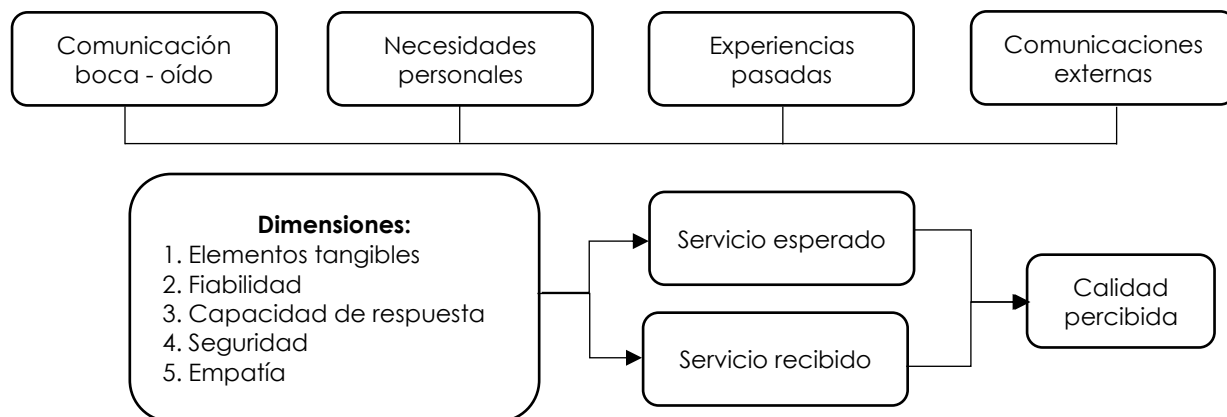 Comunicación
boca - oído
Necesidades
personales
Experiencias
pasadas
Comunicaciones
externas
Dimensiones:
1. Elementos tangibles
2. Fiabilidad
3. Capacidad de respuesta
4. Seguridad
5. Empatía
Servicio esperado
Servicio recibido
Calidad
percibida